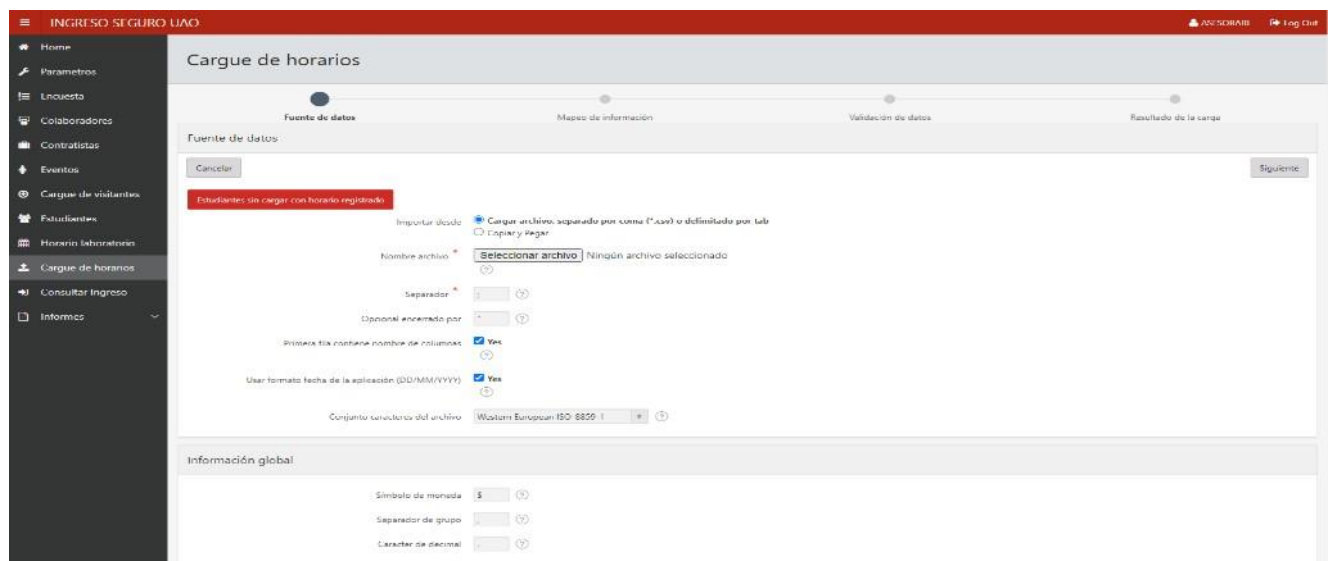 INGRESO SEGURO UAO
ASESORARI
Log Out
Home
Parametros
Encuesta
Colaboradores
Contratistas
Eventos
Cargue de visitantes
Estudiantes
Horario laboratorio
Cargue de horarios
Consultar Ingreso
Informes
Cargue de horarios
Fuente de datos
Mapeo de información
Validación de datos
Resultado de la carga
Fuente de datos
Cancelar
Siguiente
Estudiantes sin cargar con horario registrado
Importar desde
Cargar archivo, separado por coma (*.csv) o delimitado por tab
Copiar y Pegar
Nombre archivo *
Seleccionar archivo Ningún archivo seleccionado
Separador *
;
Opcional encerrado por
"
Primera fila contiene nombre de columnas
Yes
Usar formato fecha de la aplicación (DD/MM/YYYY)
Yes
Conjunto caracteres del archivo
Western European ISO-8859-1
Información global
Símbolo de moneda
$
Separador de grupo
Caracter de decimal